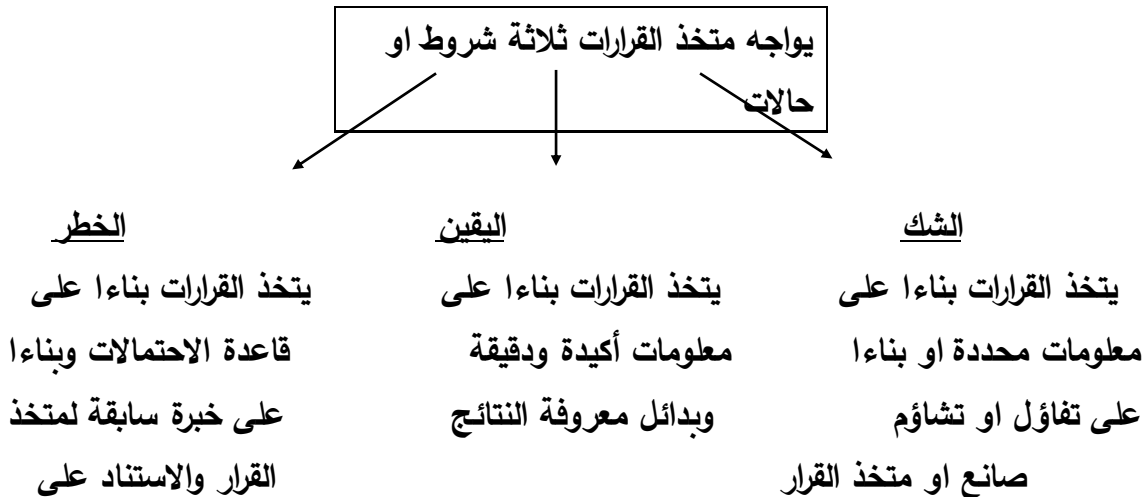 يواجه متخذ القرارات ثلاثة شروط او
حالات
الشك
يتخذ القرارات بناءا على
معلومات محددة او بناءا
على تفاؤل او تشاؤم
صانع او متخذ القرار
اليقين
يتخذ القرارات بناءا على
معلومات أكيدة ودقيقة
وبدائل معروفة النتائج
الخطر
يتخذ القرارات بناءا على
قاعدة الاحتمالات وبناءا
على خبرة سابقة لمتخذ
القرار والاستناد على